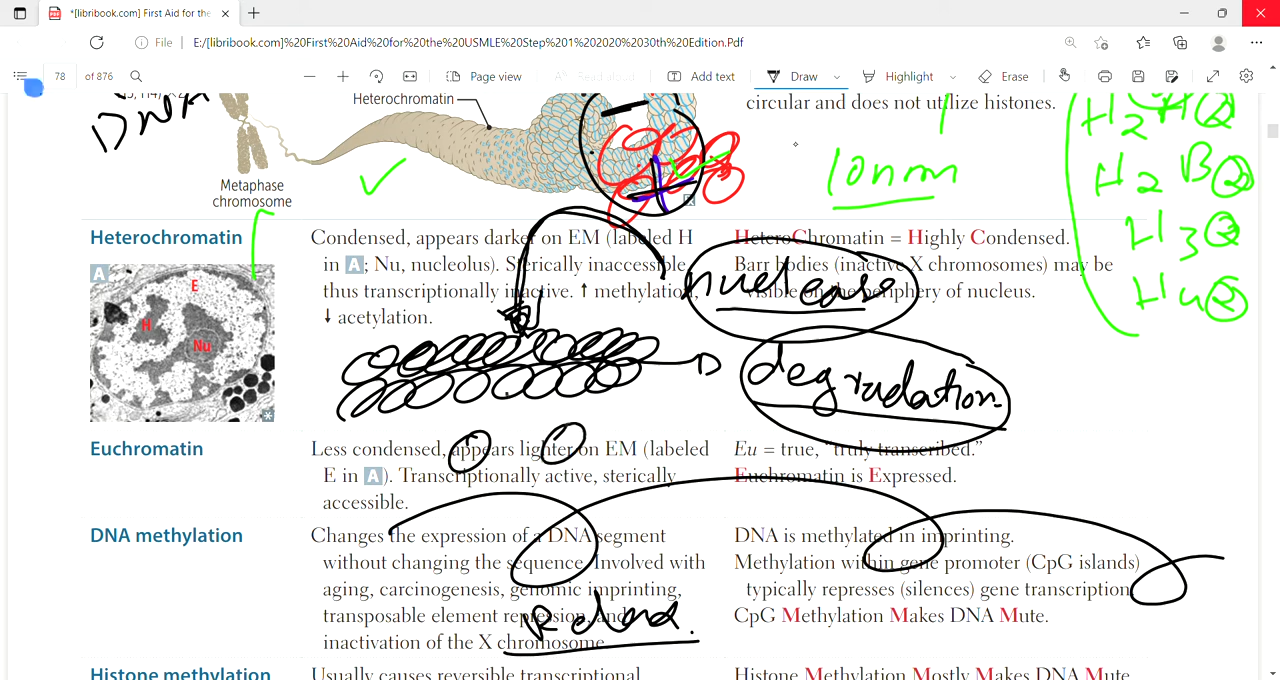 *[libribook.com] First Aid for the
File
E:/[libribook.com]%20First%20Aid%20for%20the%20USMLE%20Step%201%202020%2030th%20Edition.Pdf
78 of 876
Page view
Read aloud
Add text
Draw
Highlight
Erase
DNA
Heterochromatin
circular and does not utilize histones.
Metaphase
chromosome
10nm
H2 A 2
H2 B 2
H3 2
H4 2
Heterochromatin
Condensed, appears darker on EM (labeled H
in A; Nu, nucleolus). Sterically inaccessible,
thus transcriptionally inactive. ↑ methylation,
↓ acetylation.
HeteroChromatin = Highly Condensed.
Barr bodies (inactive X chromosomes) may be
visible on the periphery of nucleus.
nuclease
degradation
A
E
H
Nu
Euchromatin
Less condensed, appears lighter on EM (labeled
E in A). Transcriptionally active, sterically
accessible.
Eu = true, “truly transcribed.”
Euchromatin is Expressed.
DNA methylation
Changes the expression of a DNA segment
without changing the sequence. Involved with
aging, carcinogenesis, genomic imprinting,
transposable element repression, and
inactivation of the X chromosome
DNA is methylated in imprinting.
Methylation within gene promoter (CpG islands)
typically represses (silences) gene transcription
CpG Methylation Makes DNA Mute.
Histone methylation
Usually causes reversible transcriptional
Histone Methylation Mostly Makes DNA Mute